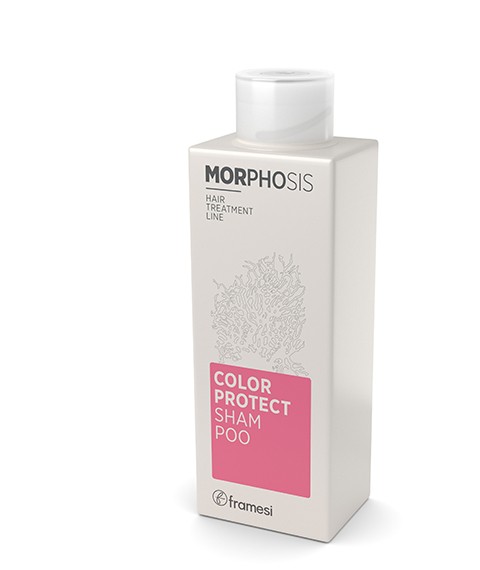 MORPHOSIS
HAIR
TREATMENT
LINE
COLOR
PROTECT
SHAM
POO
framesi